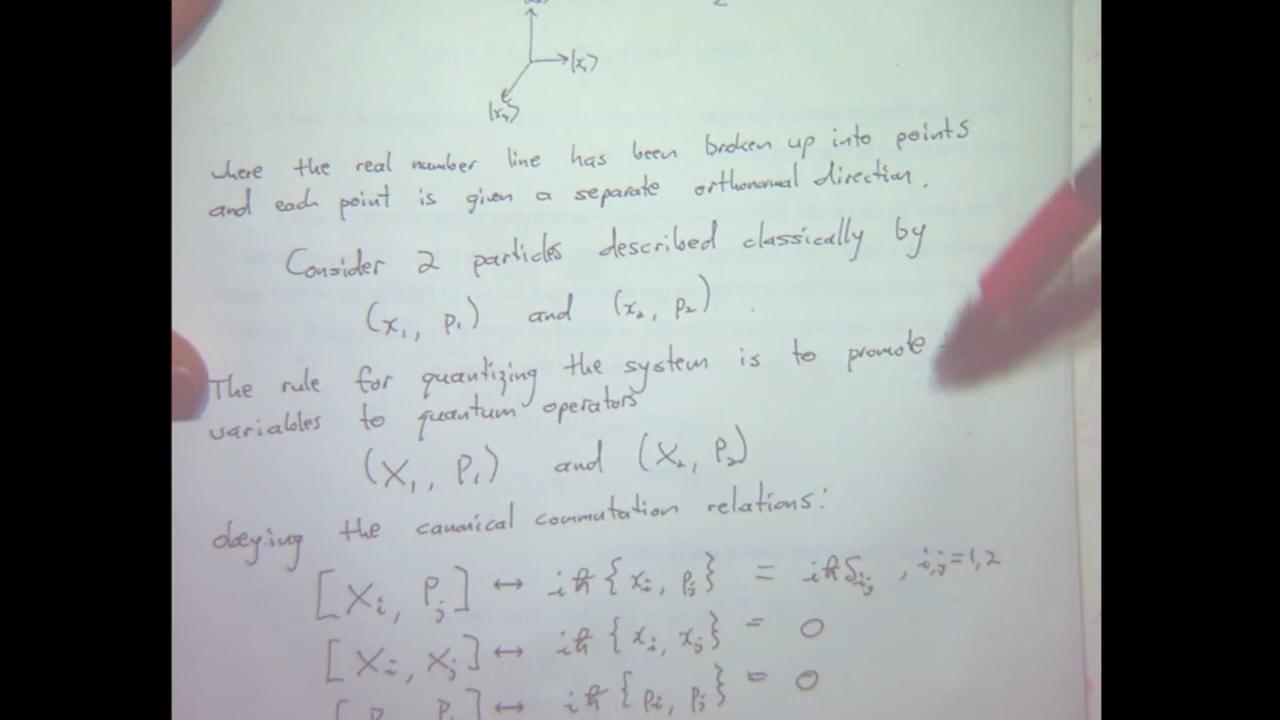 |x₁⟩
|x₃⟩
where the real number line has been broken up into points
and each point is given a separate orthonormal direction.
Consider 2 particles described classically by
(x₁, p₁) and (x₂, p₂).
The rule for quantizing the system is to promote
variables to quantum operators
(X₁, P₁) and (X₂, P₂)
obeying the canonical commutation relations:
[Xᵢ, Pⱼ] ↔ iħ{xᵢ, pⱼ} = iħδᵢⱼ, i,j=1,2
[Xᵢ, Xⱼ] ↔ iħ{xᵢ, xⱼ} = 0
↔ iħ{pᵢ, pⱼ} = 0